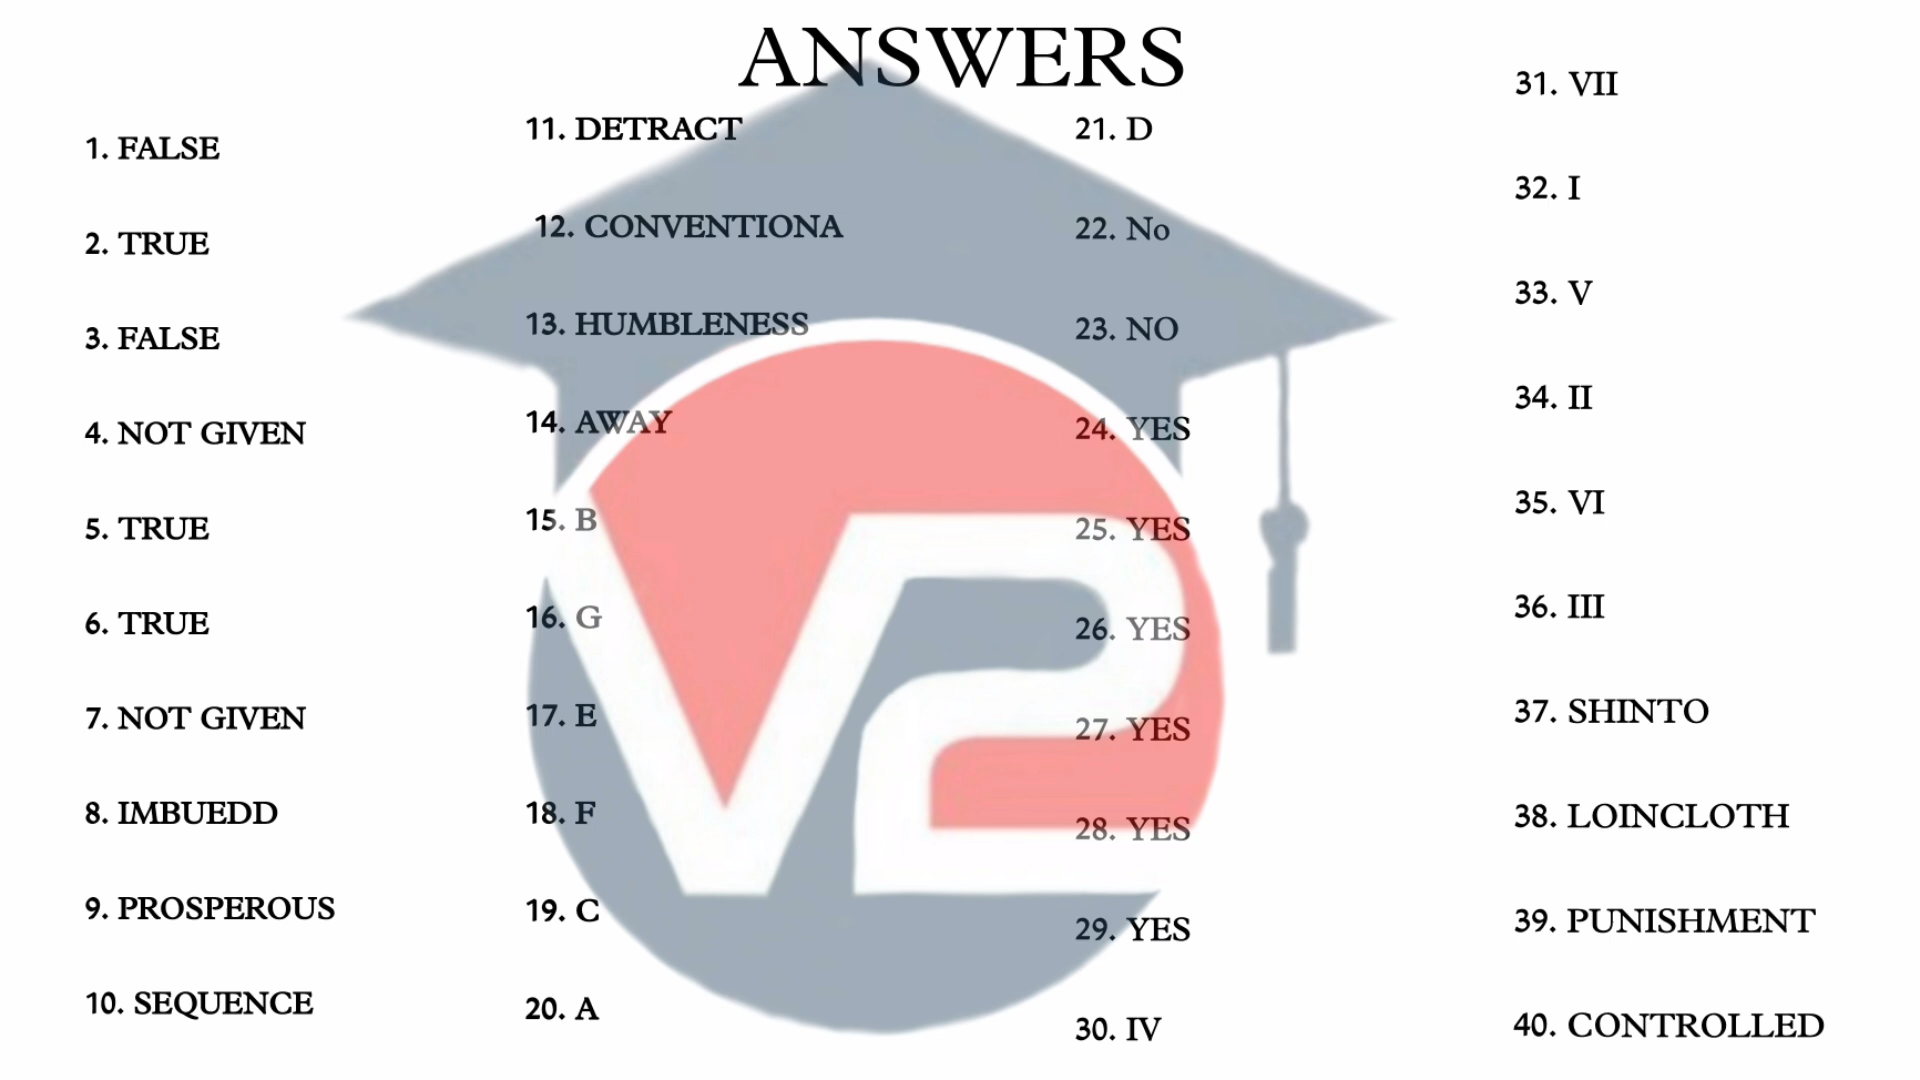 ANSWERS
1. FALSE
2. TRUE
3. FALSE
4. NOT GIVEN
5. TRUE
6. TRUE
7. NOT GIVEN
8. IMBUEDD
9. PROSPEROUS
10. SEQUENCE
11. DETRACT
12. CONVENTIONA
13. HUMBLENESS
14. AWAY
15. B
16. G
17. E
18. F
19. C
20. A
21. D
22. No
23. NO
24. YES
25. YES
26. YES
27. YES
28. YES
29. YES
30. IV
31. VII
32. I
33. V
34. II
35. VI
36. III
37. SHINTO
38. LOINCLOTH
39. PUNISHMENT
40. CONTROLLED
V2